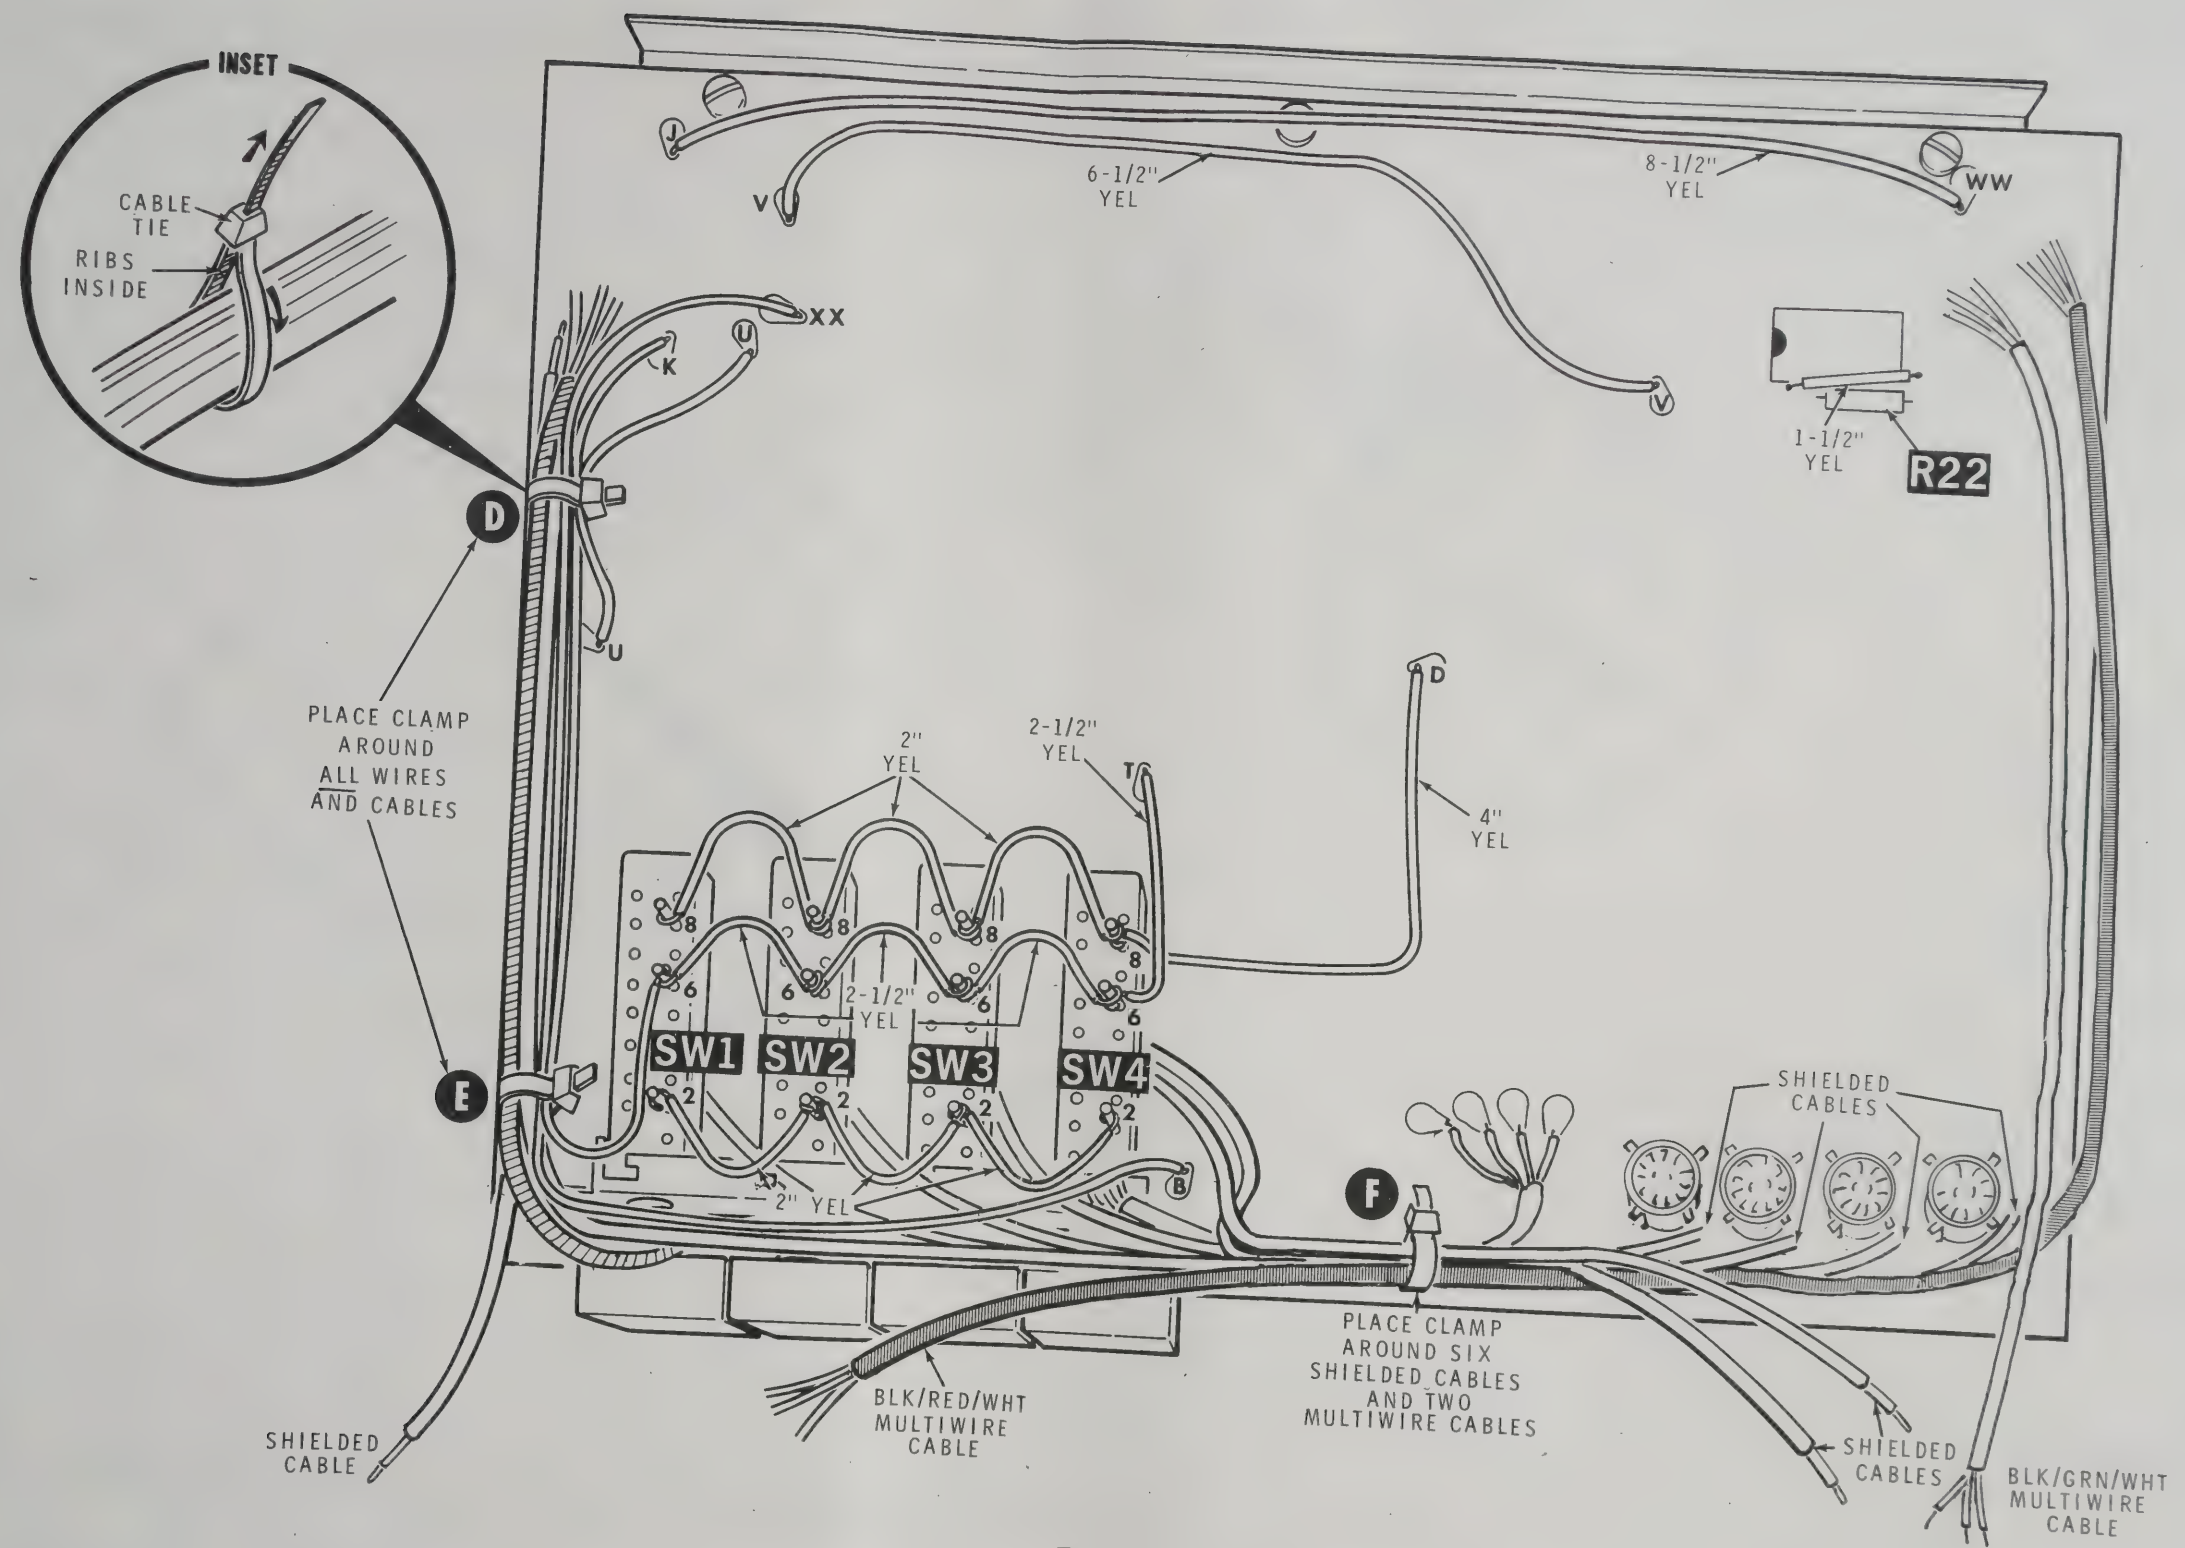 INSET
CABLE
TIE
RIBS
INSIDE
J
V
6-1/2"
YEL
8-1/2"
YEL
WW
XX
U
K
V
1-1/2"
YEL
R22
D
U
PLACE CLAMP
AROUND
ALL WIRES
AND CABLES
D
2"
YEL
2-1/2"
YEL
T
4"
YEL
8
8
8
8
6
6
6
6
2-1/2"
YEL
SW1
SW2
SW3
SW4
E
2
2
2
2
2" YEL
B
F
SHIELDED
CABLES
PLACE CLAMP
AROUND SIX
SHIELDED CABLES
AND TWO
MULTIWIRE CABLES
BLK/RED/WHT
MULTIWIRE
CABLE
SHIELDED
CABLE
SHIELDED
CABLES
BLK/GRN/WHT
MULTIWIRE
CABLE